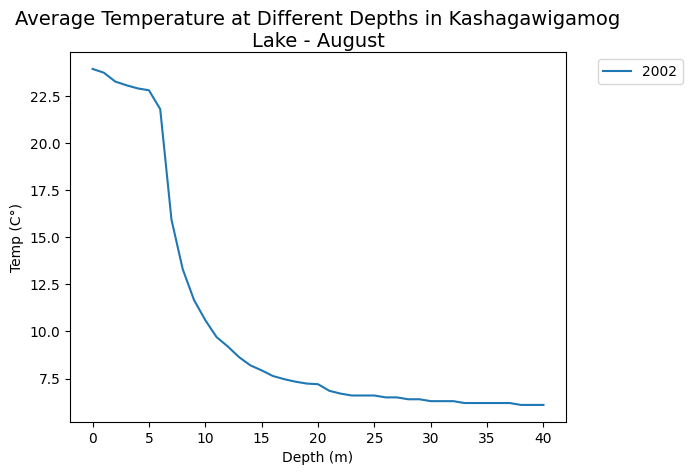 Average Temperature at Different Depths in Kashagawigamog
Lake - August
2002
22.5
20.0
17.5
15.0
12.5
10.0
7.5
Temp (C°)
0 5 10 15 20 25 30 35 40
Depth (m)